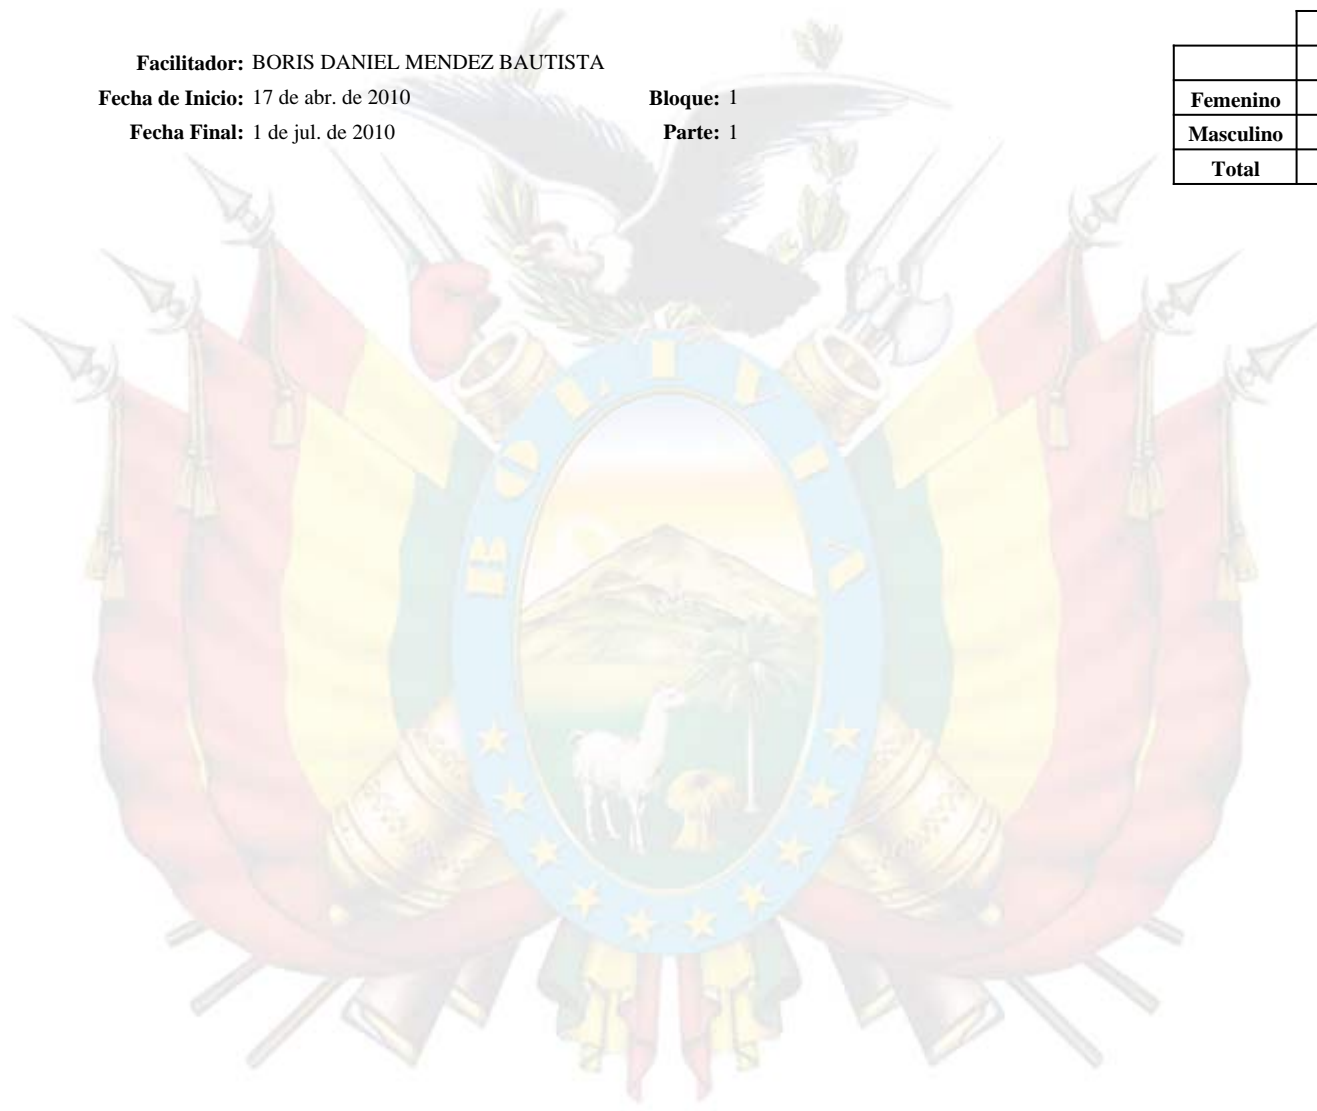 Facilitador: BORIS DANIEL MENDEZ BAUTISTA
Fecha de Inicio: 17 de abr. de 2010 Bloque: 1
Fecha Final: 1 de jul. de 2010 Parte: 1
Femenino
Masculino
Total
BOLIVIA